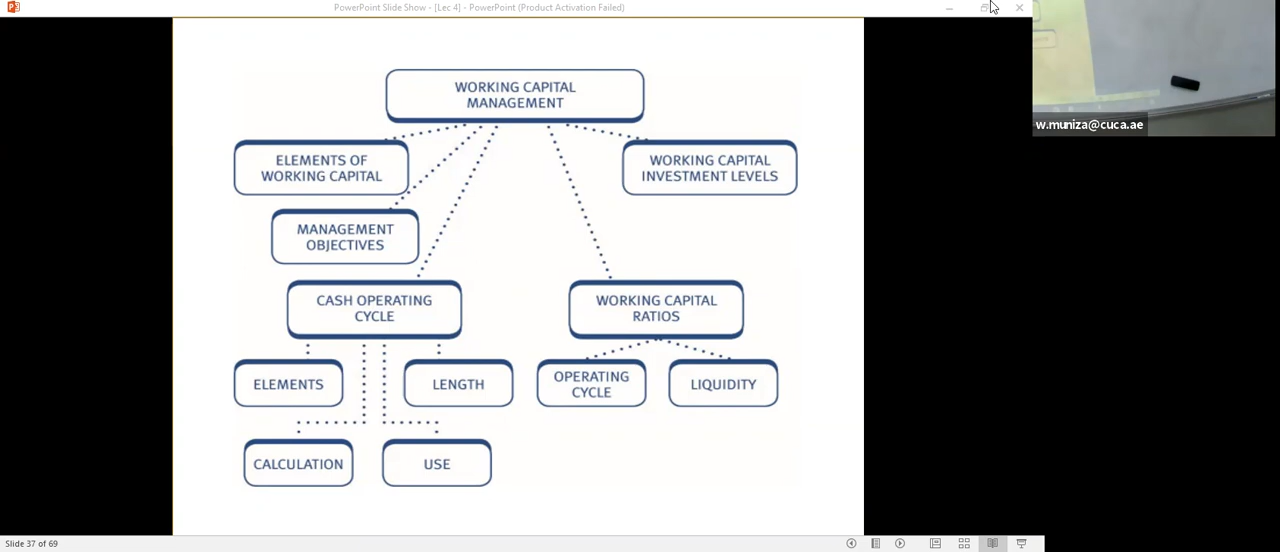 PowerPoint Slide Show - [Lec 4] - PowerPoint (Product Activation Failed)
w.muniza@cuca.ae
WORKING CAPITAL
MANAGEMENT
ELEMENTS OF
WORKING CAPITAL
WORKING CAPITAL
INVESTMENT LEVELS
MANAGEMENT
OBJECTIVES
CASH OPERATING
CYCLE
WORKING CAPITAL
RATIOS
ELEMENTS
LENGTH
OPERATING
CYCLE
LIQUIDITY
CALCULATION
USE
Slide 37 of 69